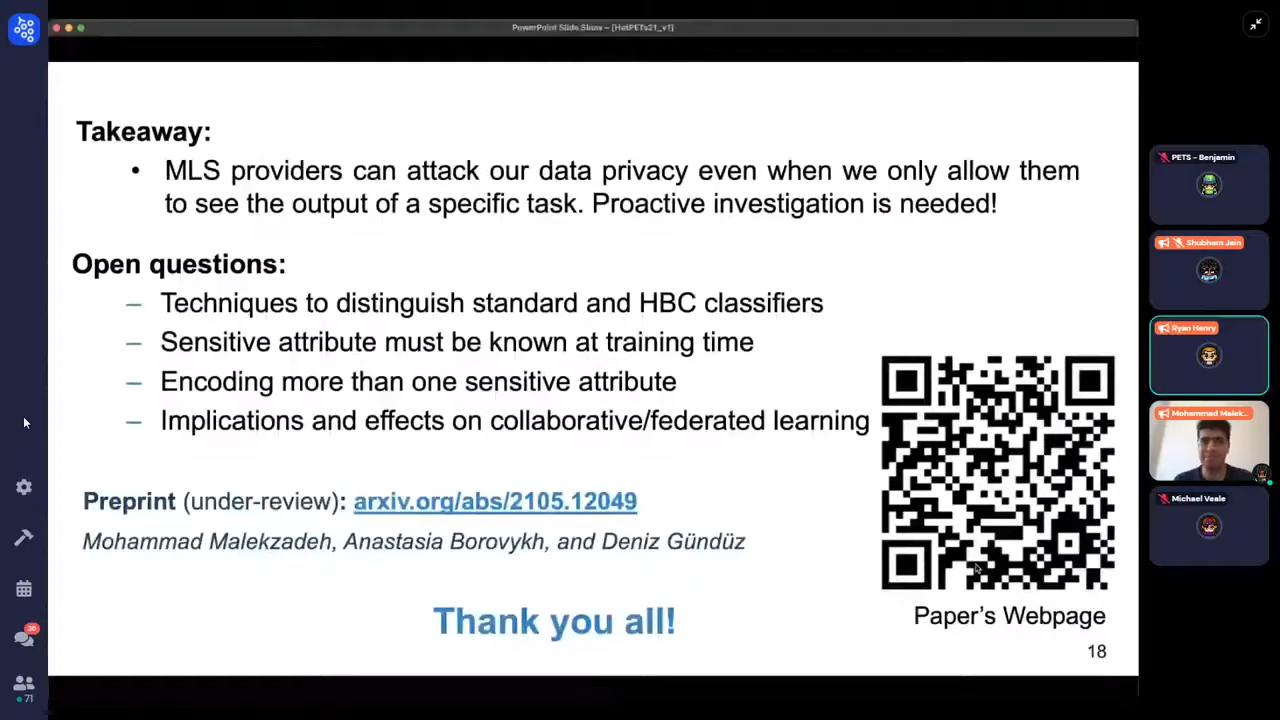 PowerPoint Slide Show – [HotPETs21_v1]
Takeaway:
• MLS providers can attack our data privacy even when we only allow them
to see the output of a specific task. Proactive investigation is needed!
Open questions:
– Techniques to distinguish standard and HBC classifiers
– Sensitive attribute must be known at training time
– Encoding more than one sensitive attribute
– Implications and effects on collaborative/federated learning
Preprint (under-review): arxiv.org/abs/2105.12049
Mohammad Malekzadeh, Anastasia Borovykh, and Deniz Gündüz
Thank you all!
Paper's Webpage
18
PETS - Benjamin
Shubham Jain
Ryan Henry
Mohammad Malek...
Michael Veale
30
71